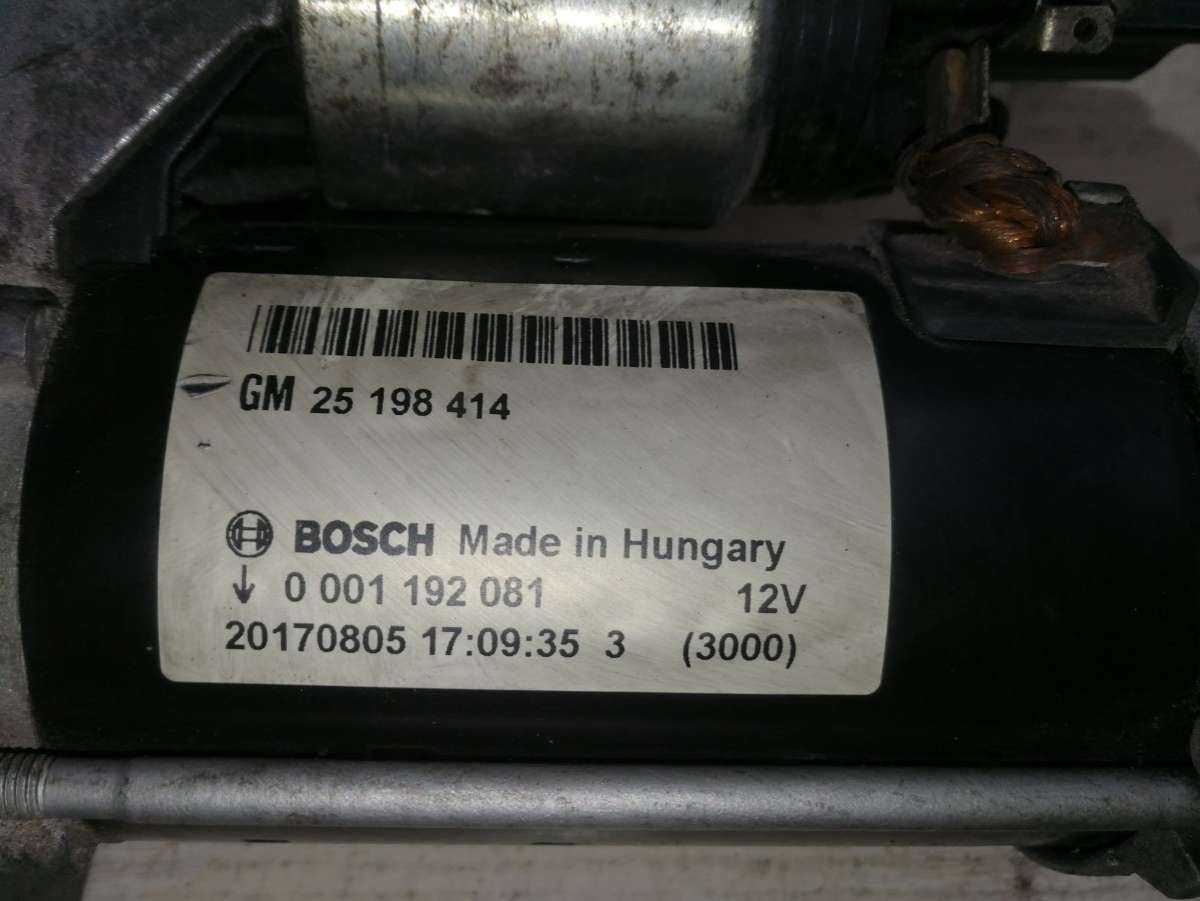 GM 25 198 414
BOSCH Made in Hungary
↓ 0 001 192 081 12V
20170805 17:09:35 3 (3000)